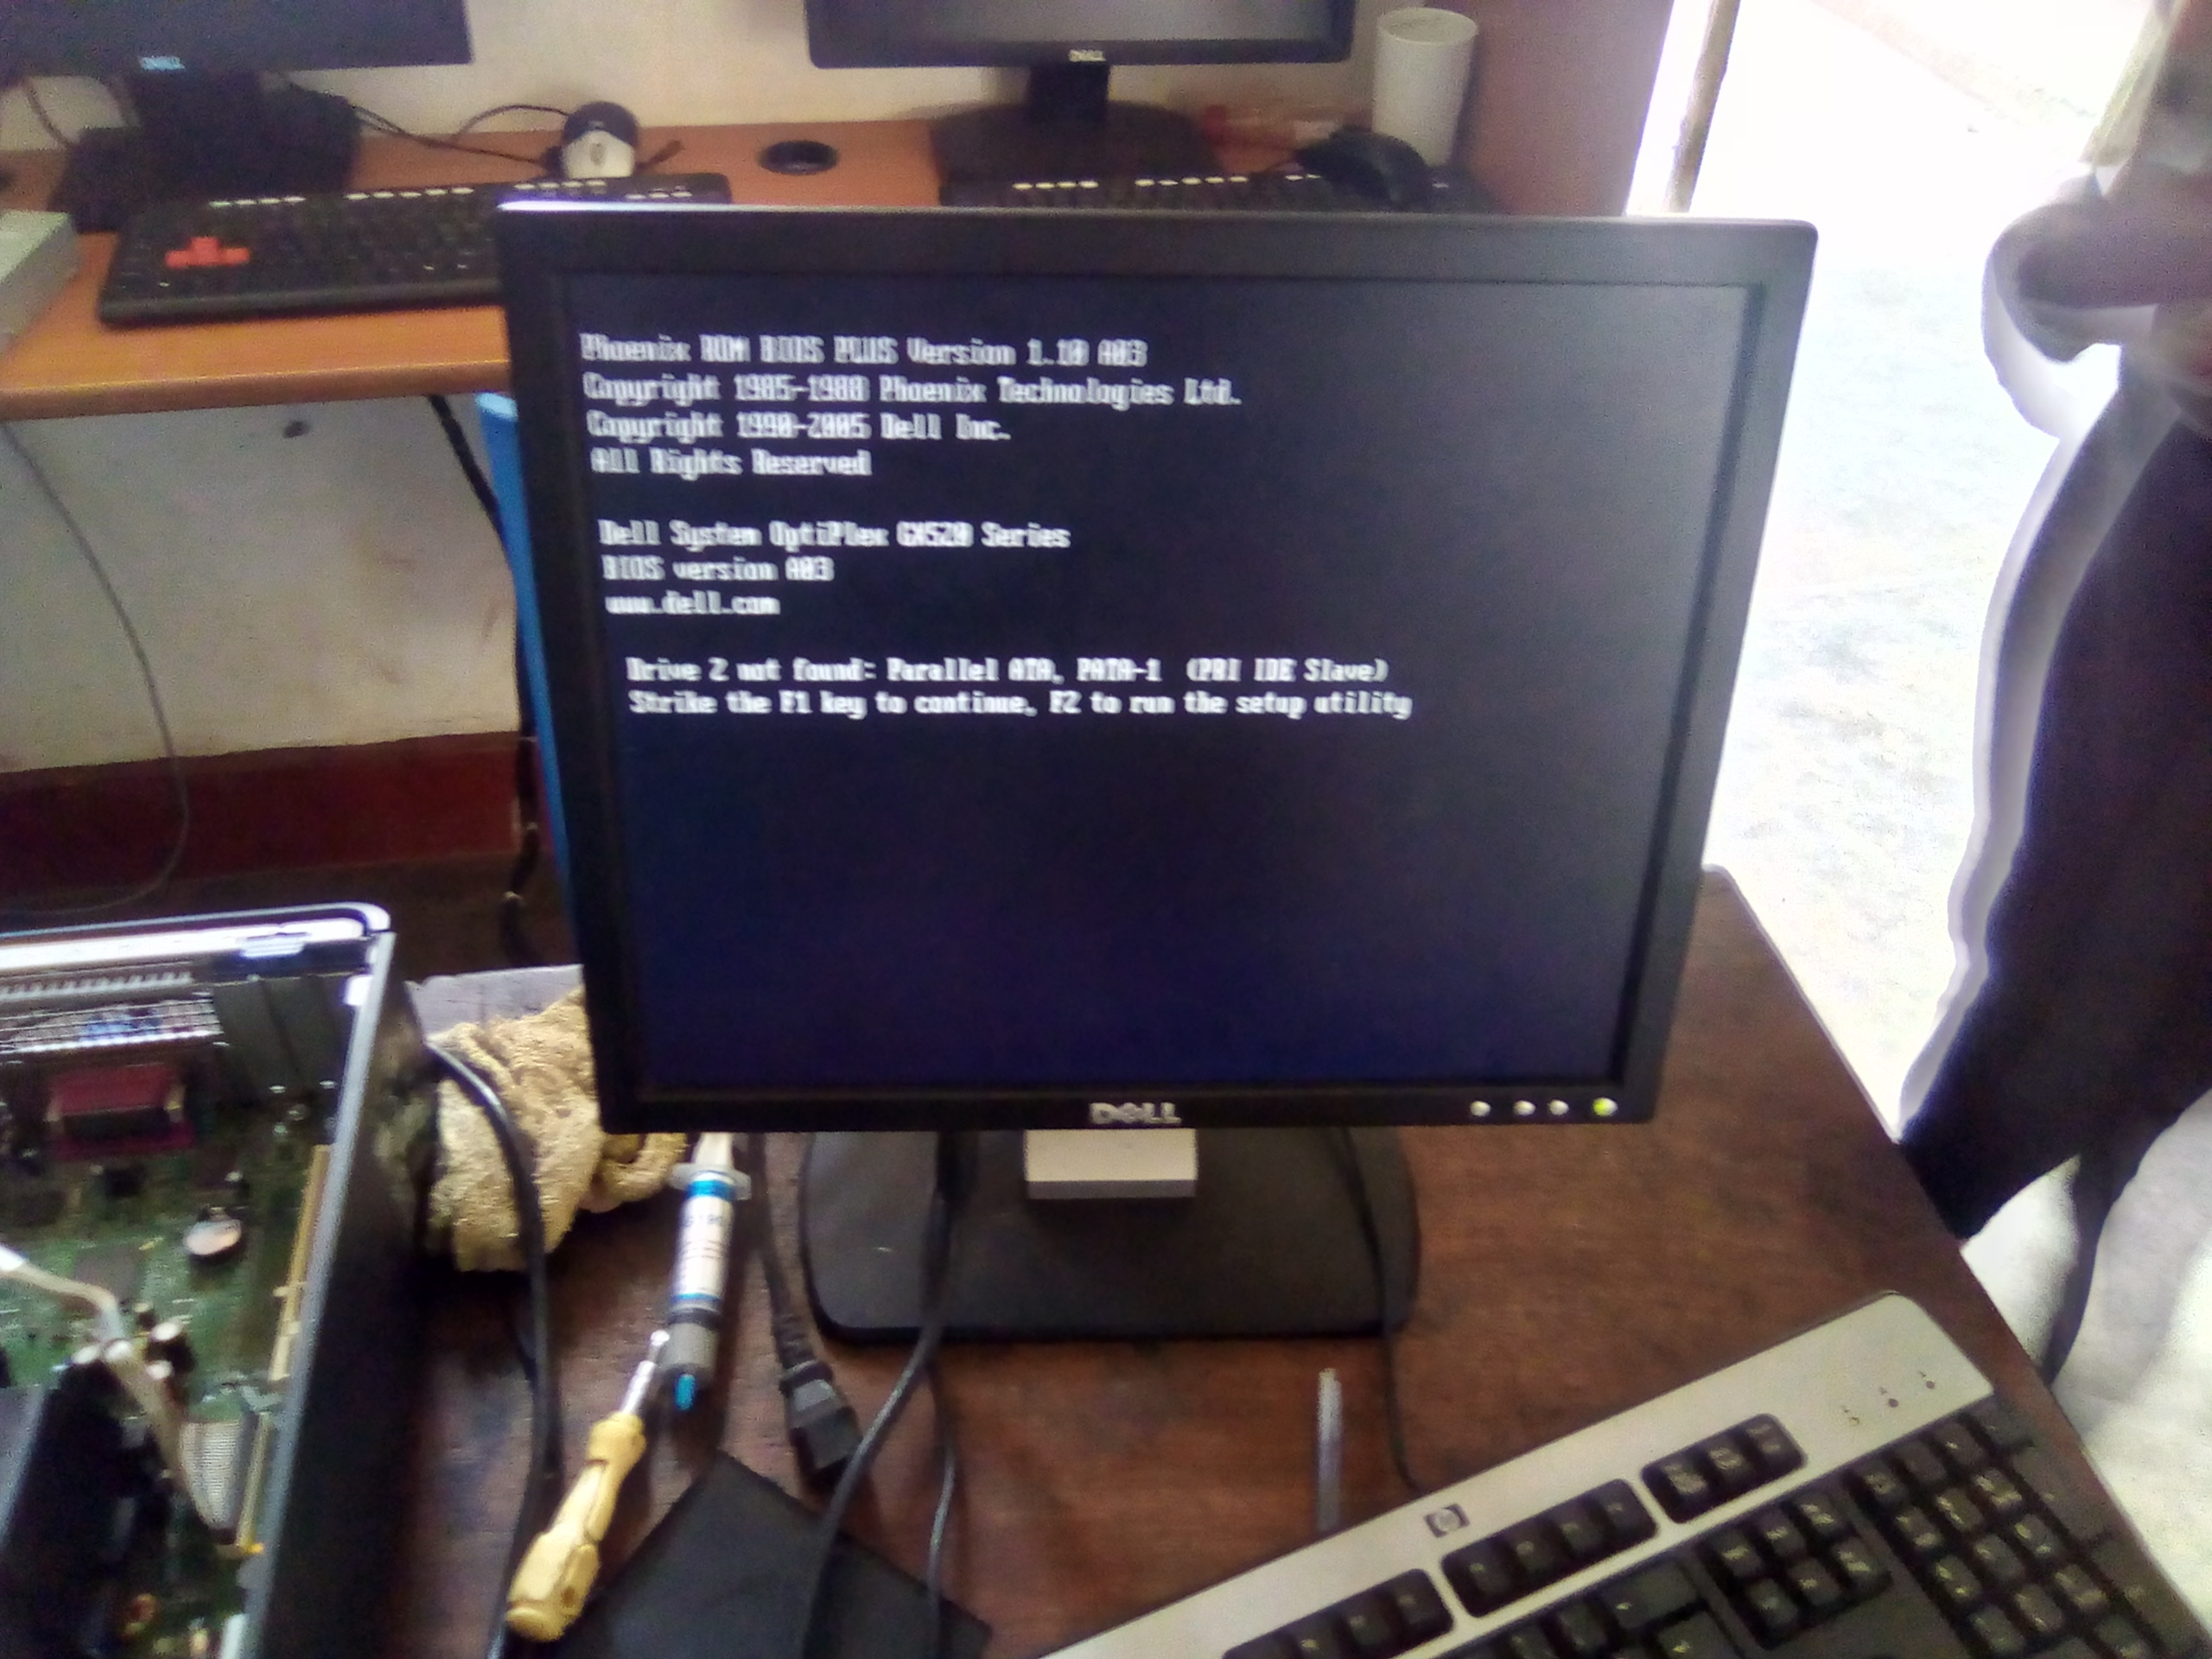 DELL
DELL
Phoenix ROM BIOS PLUS Version 1.10 A03
Copyright 1985-1988 Phoenix Technologies Ltd.
Copyright 1990-2005 Dell Inc.
All Rights Reserved
Dell System OptiPlex GX520 Series
BIOS version A03
www.dell.com
Drive 2 not found: Parallel ATA, PATA-1 (PRI IDE Slave)
Strike the F1 key to continue, F2 to run the setup utility
DELL
hp